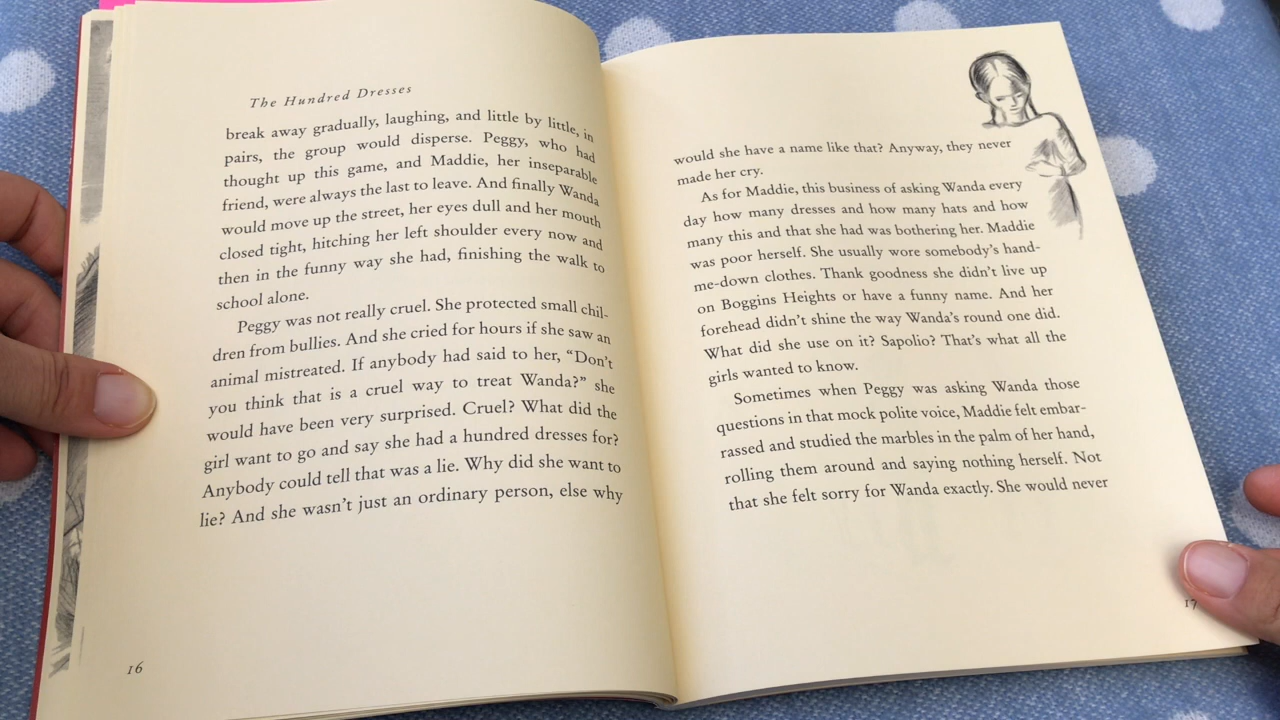 The Hundred Dresses
break away gradually, laughing, and little by little, in
pairs, the group would disperse. Peggy, who had
thought up this game, and Maddie, her inseparable
friend, were always the last to leave. And finally Wanda
would move up the street, her eyes dull and her mouth
closed tight, hitching her left shoulder every now and
then in the funny way she had, finishing the walk to
school alone.
Peggy was not really cruel. She protected small chil-
dren from bullies. And she cried for hours if she saw an
animal mistreated. If anybody had said to her, “Don’t
you think that is a cruel way to treat Wanda?” she
would have been very surprised. Cruel? What did the
girl want to go and say she had a hundred dresses for?
Anybody could tell that was a lie. Why did she want to
lie? And she wasn’t just an ordinary person, else why
16
would she have a name like that? Anyway, they never
made her cry.
As for Maddie, this business of asking Wanda every
day how many dresses and how many hats and how
many this and that she had was bothering her. Maddie
was poor herself. She usually wore somebody’s hand-
me-down clothes. Thank goodness she didn’t live up
on Boggins Heights or have a funny name. And her
forehead didn’t shine the way Wanda’s round one did.
What did she use on it? Sapolio? That’s what all the
girls wanted to know.
Sometimes when Peggy was asking Wanda those
questions in that mock polite voice, Maddie felt embar-
rassed and studied the marbles in the palm of her hand,
rolling them around and saying nothing herself. Not
that she felt sorry for Wanda exactly. She would never
17